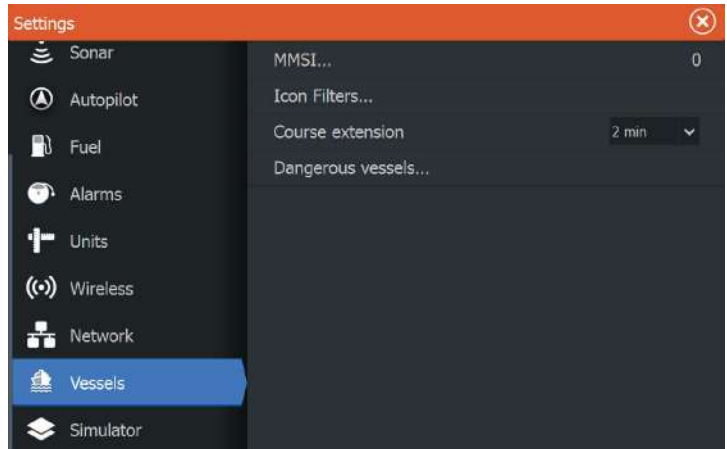 Settings
Sonar
Autopilot
Fuel
Alarms
Units
Wireless
Network
Vessels
Simulator
MMSI... 0
Icon Filters...
Course extension 2 min
Dangerous vessels...